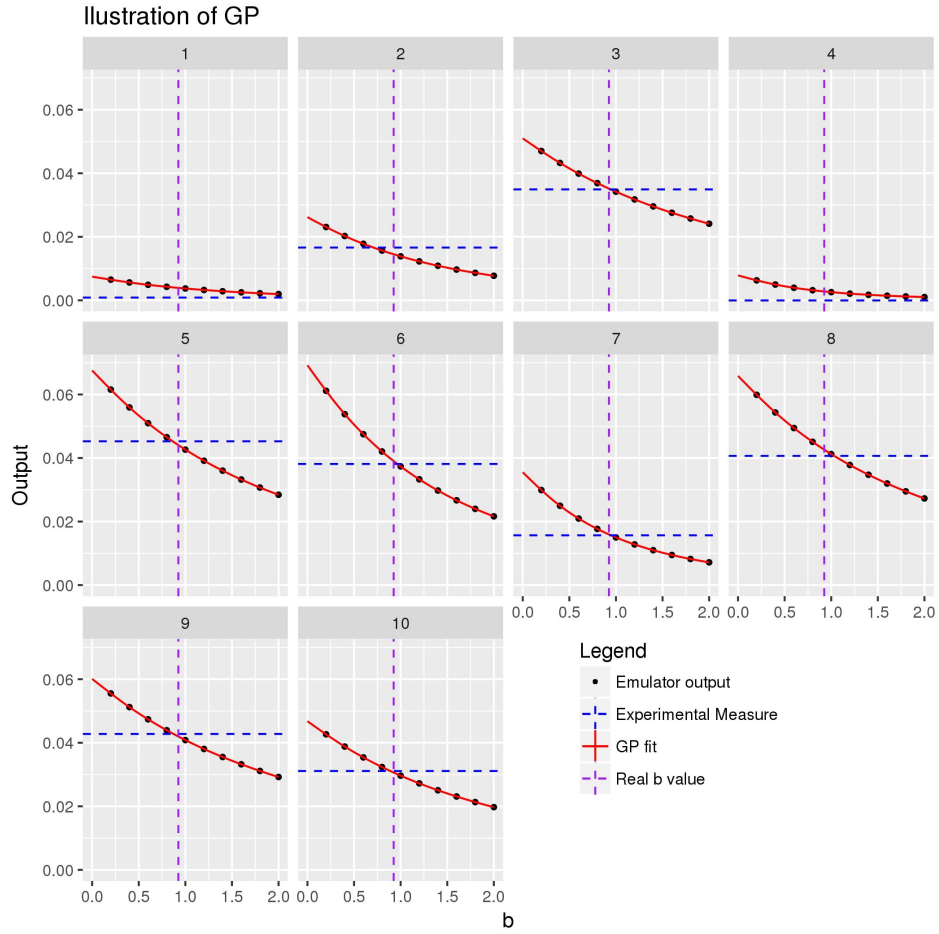 Ilustration of GP
1 2 3 4
0.06
0.04
0.02
0.00
5 6 7 8
0.06
0.04
0.02
0.00
0.0 0.5 1.0 1.5 2.0 0.0 0.5 1.0 1.5 2.0
9 10
0.06
0.04
0.02
0.00
0.0 0.5 1.0 1.5 2.0 0.0 0.5 1.0 1.5 2.0
Output
b
Legend
Emulator output
Experimental Measure
GP fit
Real b value